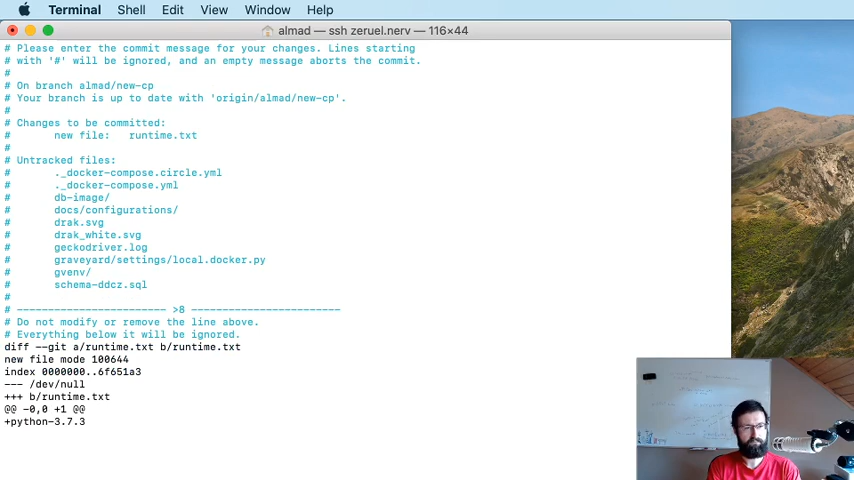 Terminal Shell Edit View Window Help
almad — ssh zeruel.nerv — 116×44
# Please enter the commit message for your changes. Lines starting
# with '#' will be ignored, and an empty message aborts the commit.
#
# On branch almad/new-cp
# Your branch is up to date with 'origin/almad/new-cp'.
#
# Changes to be committed:
#       new file:   runtime.txt
#
# Untracked files:
#       ._docker-compose.circle.yml
#       ._docker-compose.yml
#       db-image/
#       docs/configurations/
#       drak.svg
#       drak_white.svg
#       geckodriver.log
#       graveyard/settings/local.docker.py
#       gvenv/
#       schema-ddcz.sql
#
# ------------------------ >8 ------------------------
# Do not modify or remove the line above.
# Everything below it will be ignored.
diff --git a/runtime.txt b/runtime.txt
new file mode 100644
index 0000000..6f651a3
--- /dev/null
+++ b/runtime.txt
@@ -0,0 +1 @@
+python-3.7.3